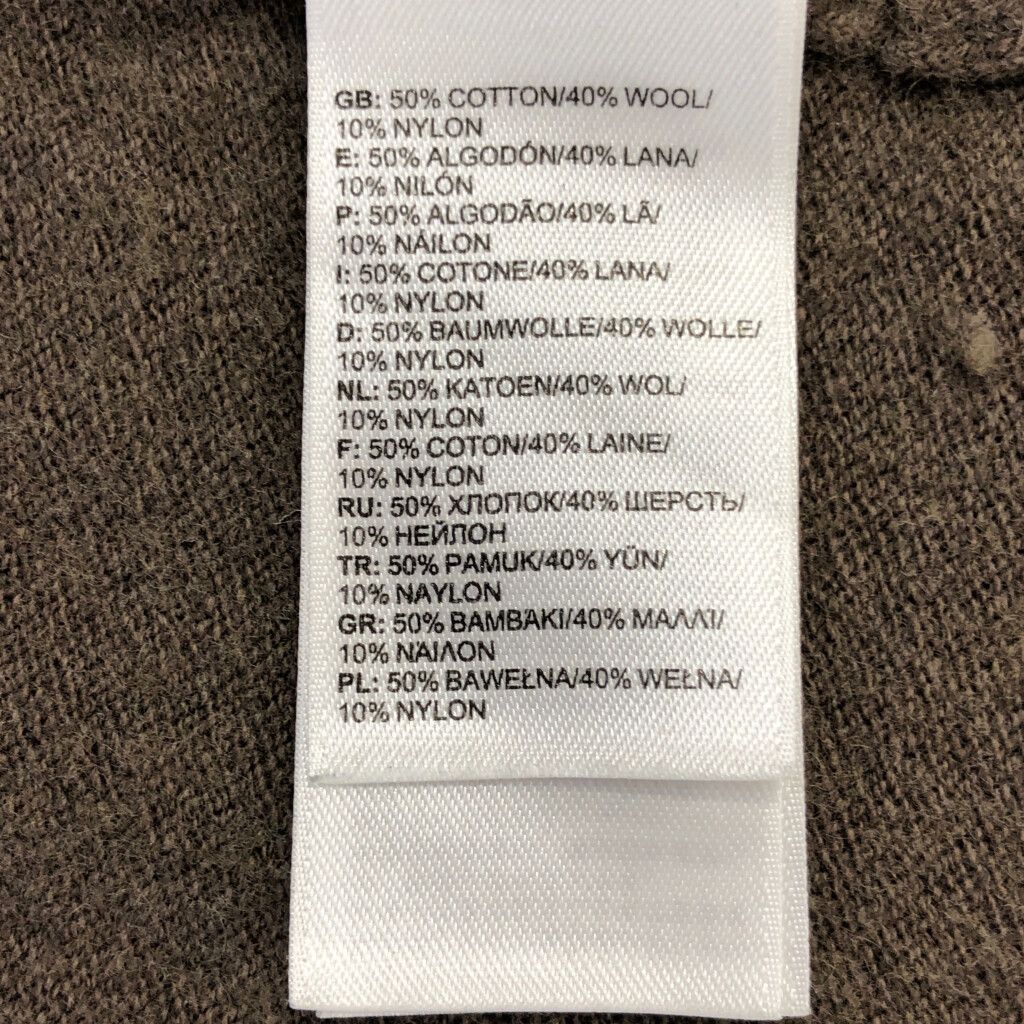 GB: 50% COTTON/40% WOOL/
10% NYLON
E: 50% ALGODÓN/40% LANA/
10% NILÓN
P: 50% ALGODÃO/40% LÃ/
10% NÁILON
I: 50% COTONE/40% LANA/
10% NYLON
D: 50% BAUMWOLLE/40% WOLLE/
10% NYLON
NL: 50% KATOEN/40% WOL/
10% NYLON
F: 50% COTON/40% LAINE/
10% NYLON
RU: 50% ХЛОПОК/40% ШЕРСТЬ/
10% НЕЙЛОН
TR: 50% PAMUK/40% YÜN/
10% NAYLON
GR: 50% ΒΑΜΒΑΚΙ/40% ΜΑΛΛΊ/
10% ΝΆΙΛΟΝ
PL: 50% BAWEŁNA/40% WEŁNA/
10% NYLON